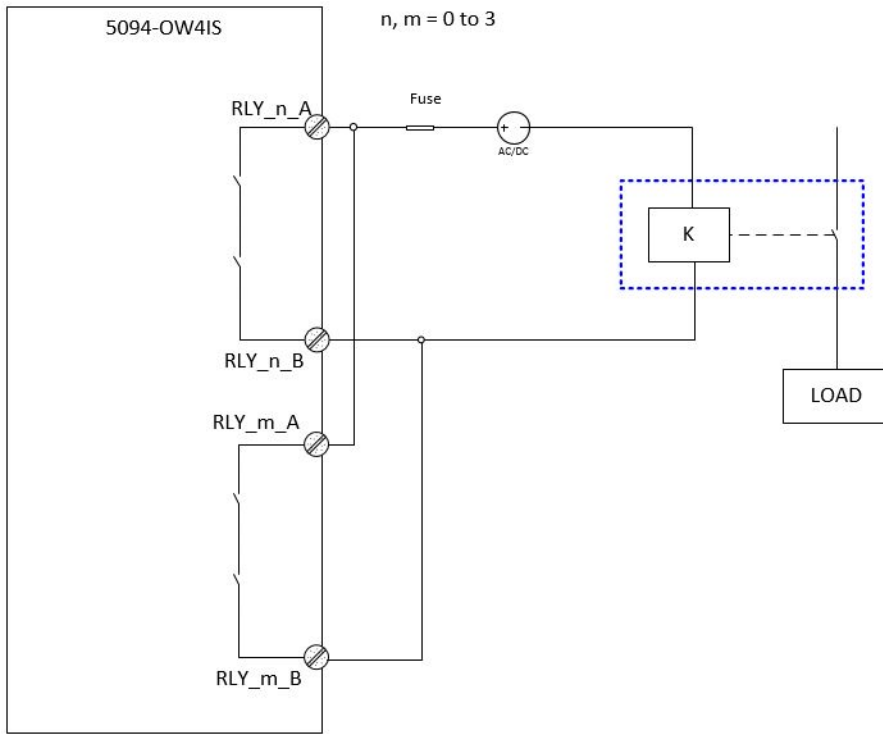 5094-OW4IS
n, m = 0 to 3
RLY_n_A
Fuse
+
AC/DC
K
RLY_n_B
LOAD
RLY_m_A
RLY_m_B